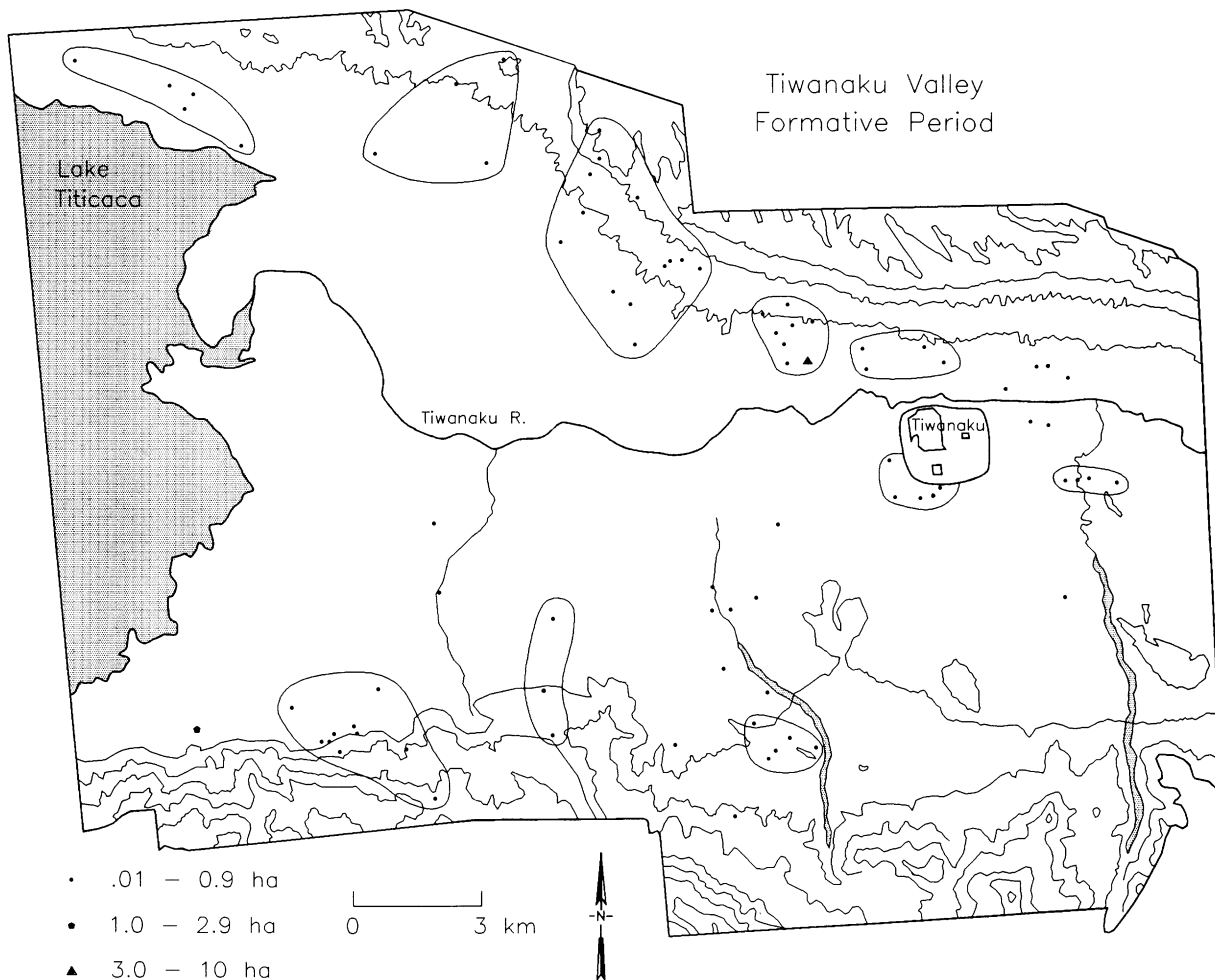 Tiwanaku Valley
Formative Period
Lake
Titicaca
Tiwanaku R.
Tiwanaku
.01 – 0.9 ha
1.0 – 2.9 ha
3.0 – 10 ha
0 3 km
-N-